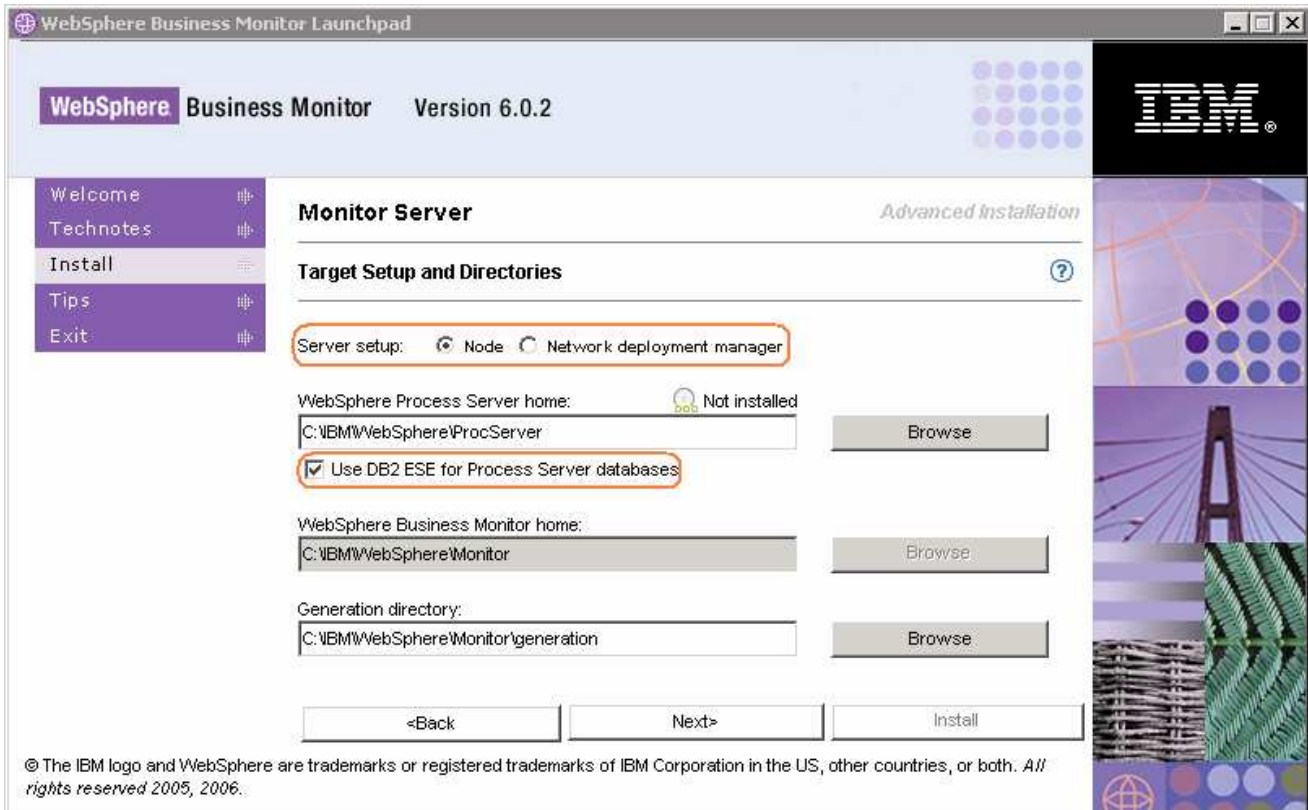 WebSphere Business Monitor Launchpad
WebSphere Business Monitor Version 6.0.2
IBM®
Welcome
Technotes
Install
Tips
Exit
Monitor Server Advanced Installation
Target Setup and Directories ?
Server setup: Node Network deployment manager
WebSphere Process Server home: Not installed
C:\IBM\WebSphere\ProcServer Browse
Use DB2 ESE for Process Server databases
WebSphere Business Monitor home:
C:\IBM\WebSphere\Monitor Browse
Generation directory:
C:\IBM\WebSphere\Monitor\generation Browse
<Back Next> Install
© The IBM logo and WebSphere are trademarks or registered trademarks of IBM Corporation in the US, other countries, or both. All
rights reserved 2005, 2006.